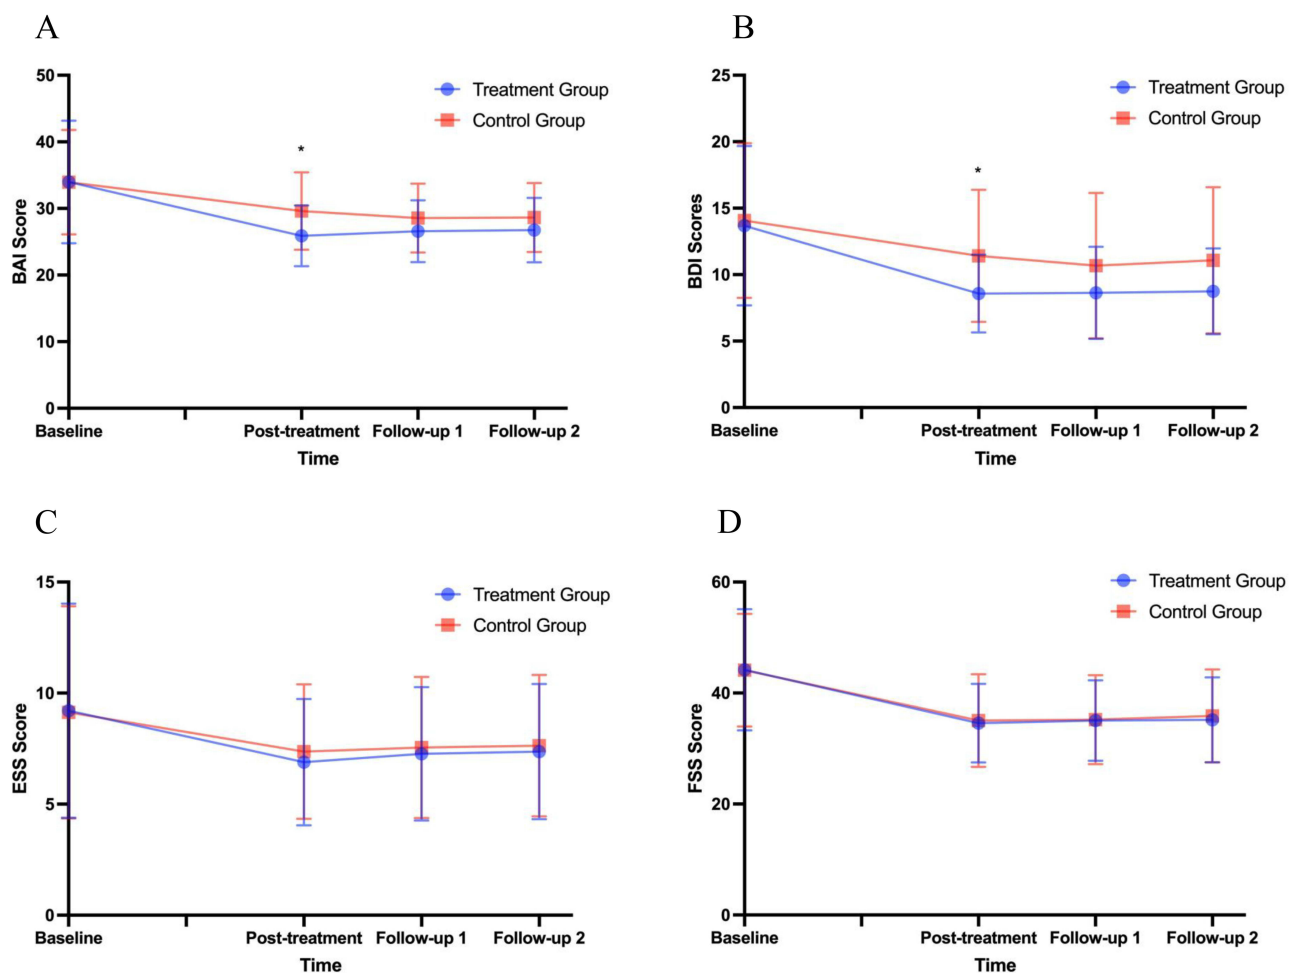 A
50
40
30
20
10
0
BAI Score
*
Treatment Group
Control Group
Baseline
Post-treatment
Follow-up 1
Follow-up 2
Time
B
25
20
15
10
5
0
BDI Scores
*
Treatment Group
Control Group
Baseline
Post-treatment
Follow-up 1
Follow-up 2
Time
C
15
10
5
0
ESS Score
Treatment Group
Control Group
Baseline
Post-treatment
Follow-up 1
Follow-up 2
Time
D
60
40
20
0
FSS Score
Treatment Group
Control Group
Baseline
Post-treatment
Follow-up 1
Follow-up 2
Time